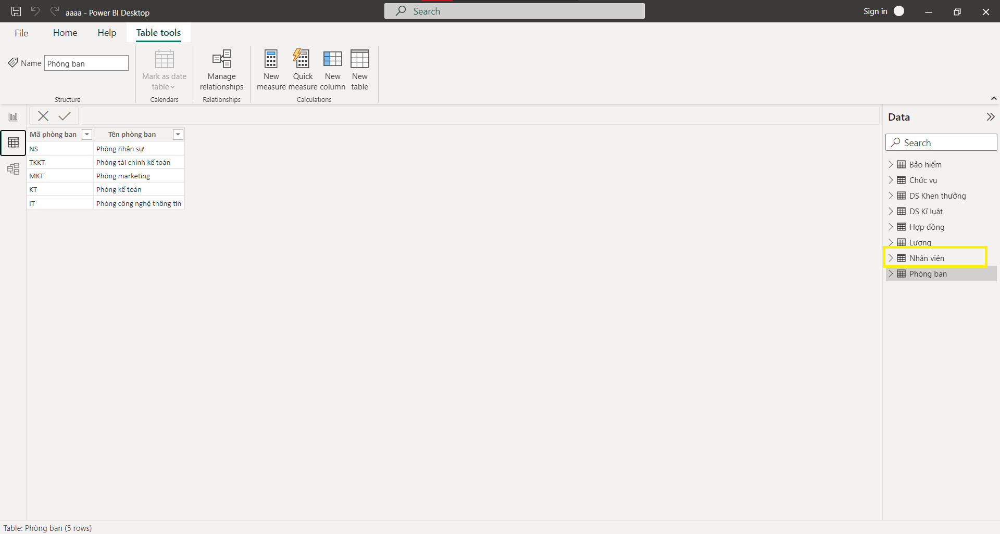 aaaa - Power BI Desktop
Search
Sign in
File
Home
Help
Table tools
Name
Phòng ban
Mark as date
table
Manage
relationships
New
measure
Quick
measure
New
column
New
table
Structure
Calendars
Relationships
Calculations
Mã phòng ban
Tên phòng ban
NS
Phòng nhân sự
TKKT
Phòng tài chính kế toán
MKT
Phòng marketing
KT
Phòng kế toán
IT
Phòng công nghệ thông tin
Data
Search
Bảo hiểm
Chức vụ
DS Khen thưởng
DS Kỉ luật
Hợp đồng
Lương
Nhân viên
Phòng ban
Table: Phòng ban (5 rows)